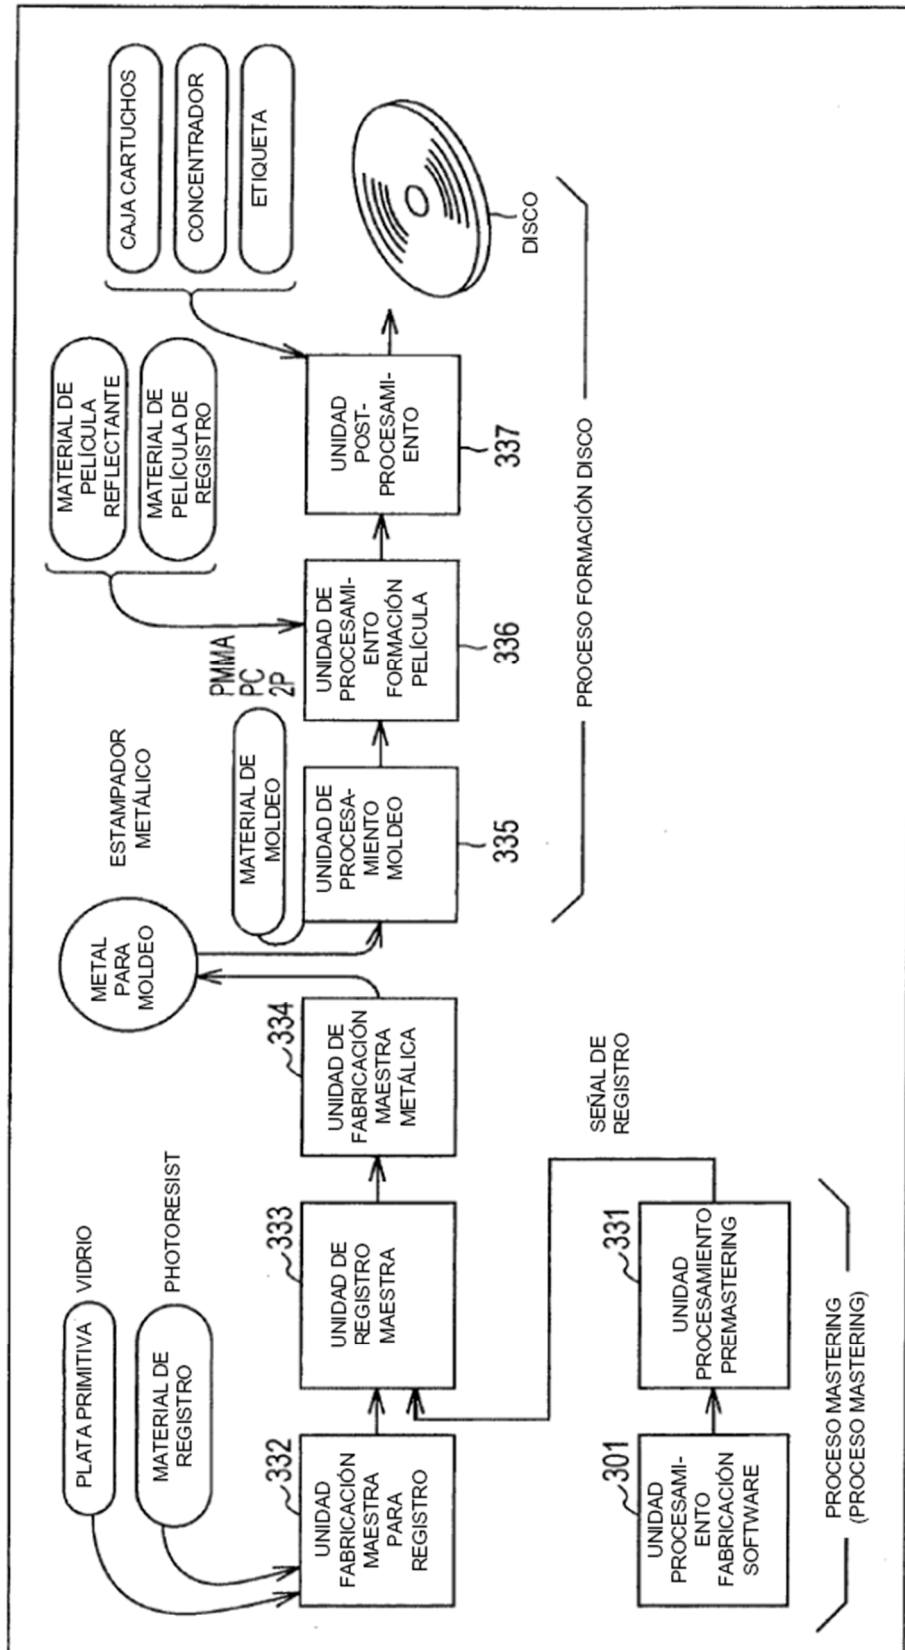 PLATA PRIMITIVA
VIDRIO
MATERIAL DE
REGISTRO
PHOTORESIST
332
UNIDAD
FABRICACIÓN
MAESTRA
PARA
REGISTRO
333
UNIDAD DE
REGISTRO
MAESTRA
334
UNIDAD DE
FABRICACIÓN
MAESTRA
METÁLICA
METAL
PARA
MOLDEO
ESTAMPADOR
METÁLICO
MATERIAL DE
MOLDEO
PMMA
PC
2P
UNIDAD DE
PROCESA-
MIENTO
MOLDEO
335
MATERIAL DE
PELÍCULA
REFLECTANTE
MATERIAL DE
PELÍCULA DE
REGISTRO
UNIDAD DE
PROCESAMI-
ENTO
FORMACIÓN
PELÍCULA
336
CAJA CARTUCHOS
CONCENTRADOR
ETIQUETA
UNIDAD
POST-
PROCESAMI-
ENTO
337
DISCO
PROCESO FORMACIÓN DISCO
301
UNIDAD
PROCESAMI-
ENTO
FABRICACIÓN
SOFTWARE
331
UNIDAD
PROCESAMIENTO
PREMASTERING
SEÑAL DE
REGISTRO
PROCESO MASTERING
(PROCESO MASTERING)